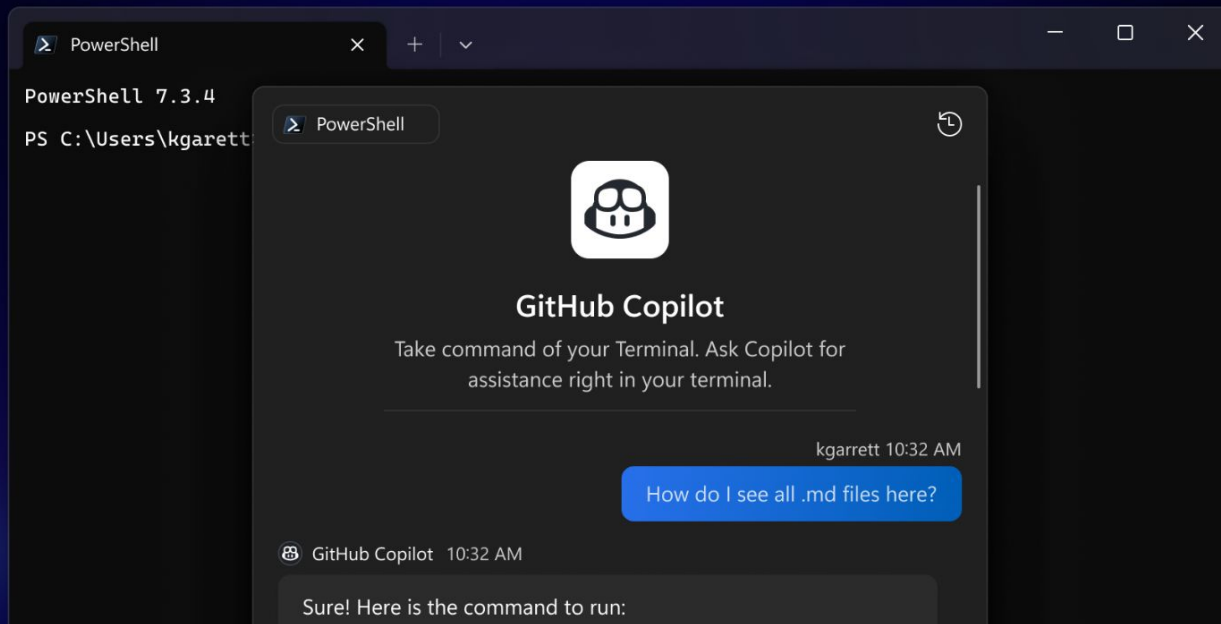 PowerShell
PowerShell 7.3.4
PS C:\Users\kgarett
PowerShell
GitHub Copilot
Take command of your Terminal. Ask Copilot for
assistance right in your terminal.
kgarrett 10:32 AM
How do I see all .md files here?
GitHub Copilot 10:32 AM
Sure! Here is the command to run: